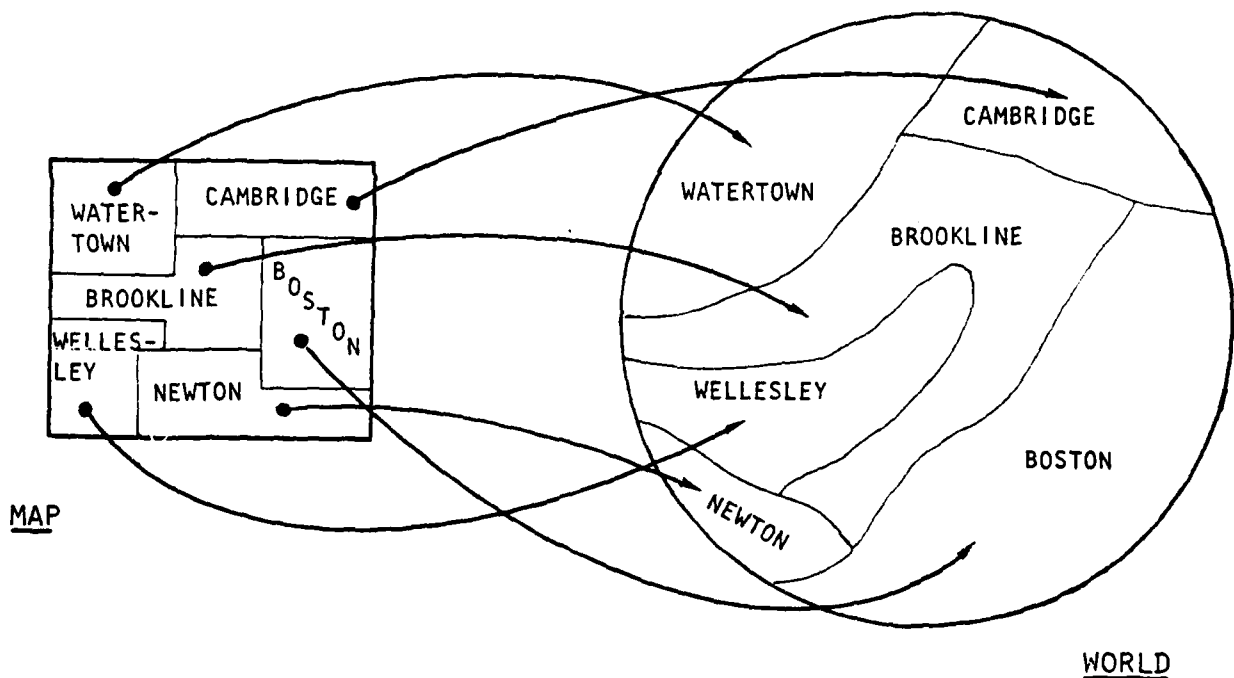 WATER-
TOWN
CAMBRIDGE
BROOKLINE
BOSTON
WELLES-
LEY
NEWTON
MAP
CAMBRIDGE
WATERTOWN
BROOKLINE
WELLESLEY
BOSTON
NEWTON
WORLD